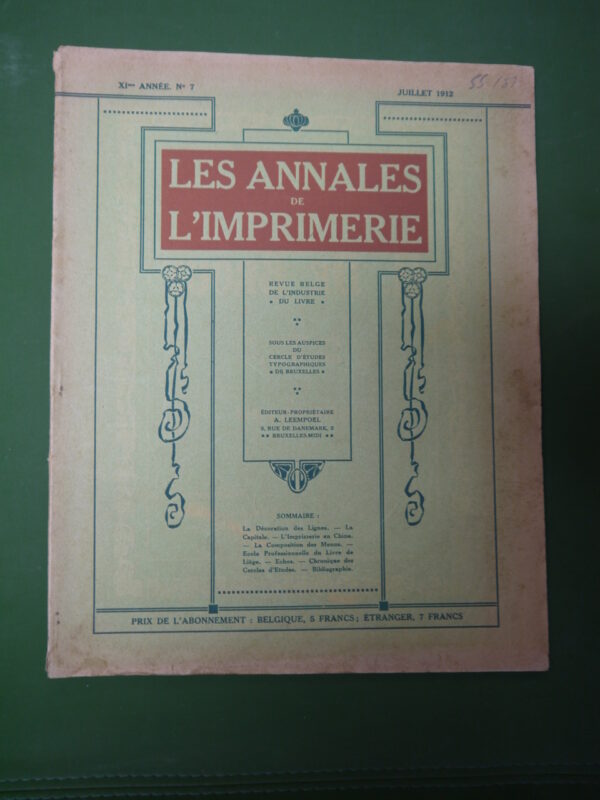 XIme ANNÉE. No 7
JUILLET 1912
LES ANNALES
DE
L'IMPRIMERIE
REVUE BELGE
DE L'INDUSTRIE
DU LIVRE
SOUS LES AUSPICES
DU
CERCLE D'ÉTUDES
TYPOGRAPHIQUES
DE BRUXELLES
ÉDITEUR-PROPRIÉTAIRE
A. LEEMPOEL
RUE DE DANEMARK,
BRUXELLES-MIDI
SOMMAIRE :
La Décoration des Lignes. — La
Capitale. — L'Imprimerie en Chine.
— La Composition des Menus. —
Ecole Professionnelle du Livre de
Liège. — Echos. — Chronique des
Cercles d'Etudes. — Bibliographie.
PRIX DE L'ABONNEMENT : BELGIQUE, 5 FRANCS; ÉTRANGER, 7 FRANCS